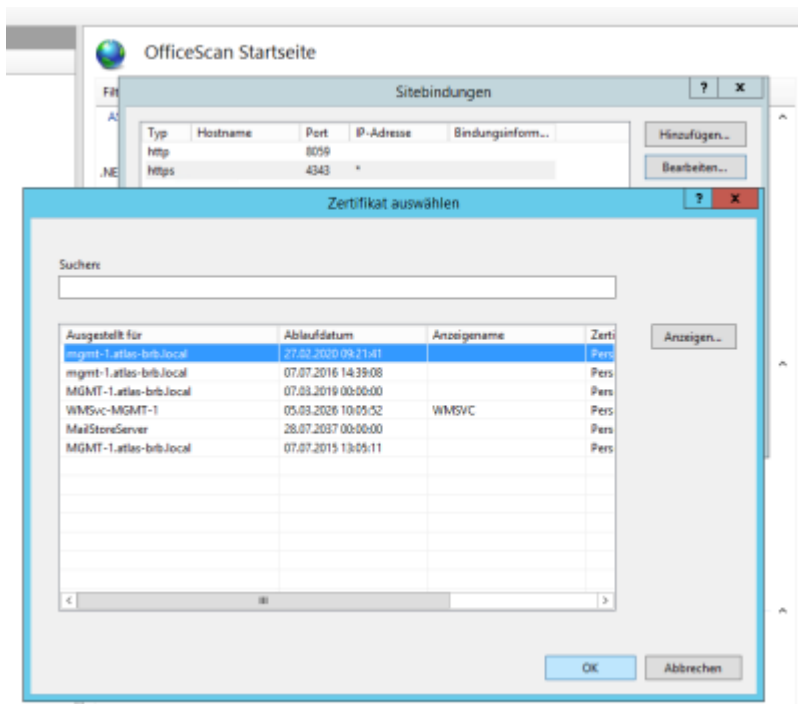 OfficeScan Startseite
Filt
Sitebindungen
? x
Typ Hostname Port IP-Adresse Bindungsinform...
http 8059
https 4343 *
Hinzufügen...
Bearbeiten...
.NE
Zertifikat auswählen
? x
Suchen:
Ausgestellt für Ablaufdatum Anzeigename Zerti
mgmt-1.atlas-brb.local 27.02.2020 09:21:41 Pers
mgmt-1.atlas-brb.local 07.07.2016 14:39:08 Pers
MGMT-1.atlas-brb.local 07.03.2019 00:00:00 Pers
WMSvc-MGMT-1 05.03.2026 10:05:52 WMSVC Pers
MailStoreServer 28.07.2037 00:00:00 Pers
MGMT-1.atlas-brb.local 07.07.2015 13:05:11 Pers
Anzeigen...
OK Abbrechen